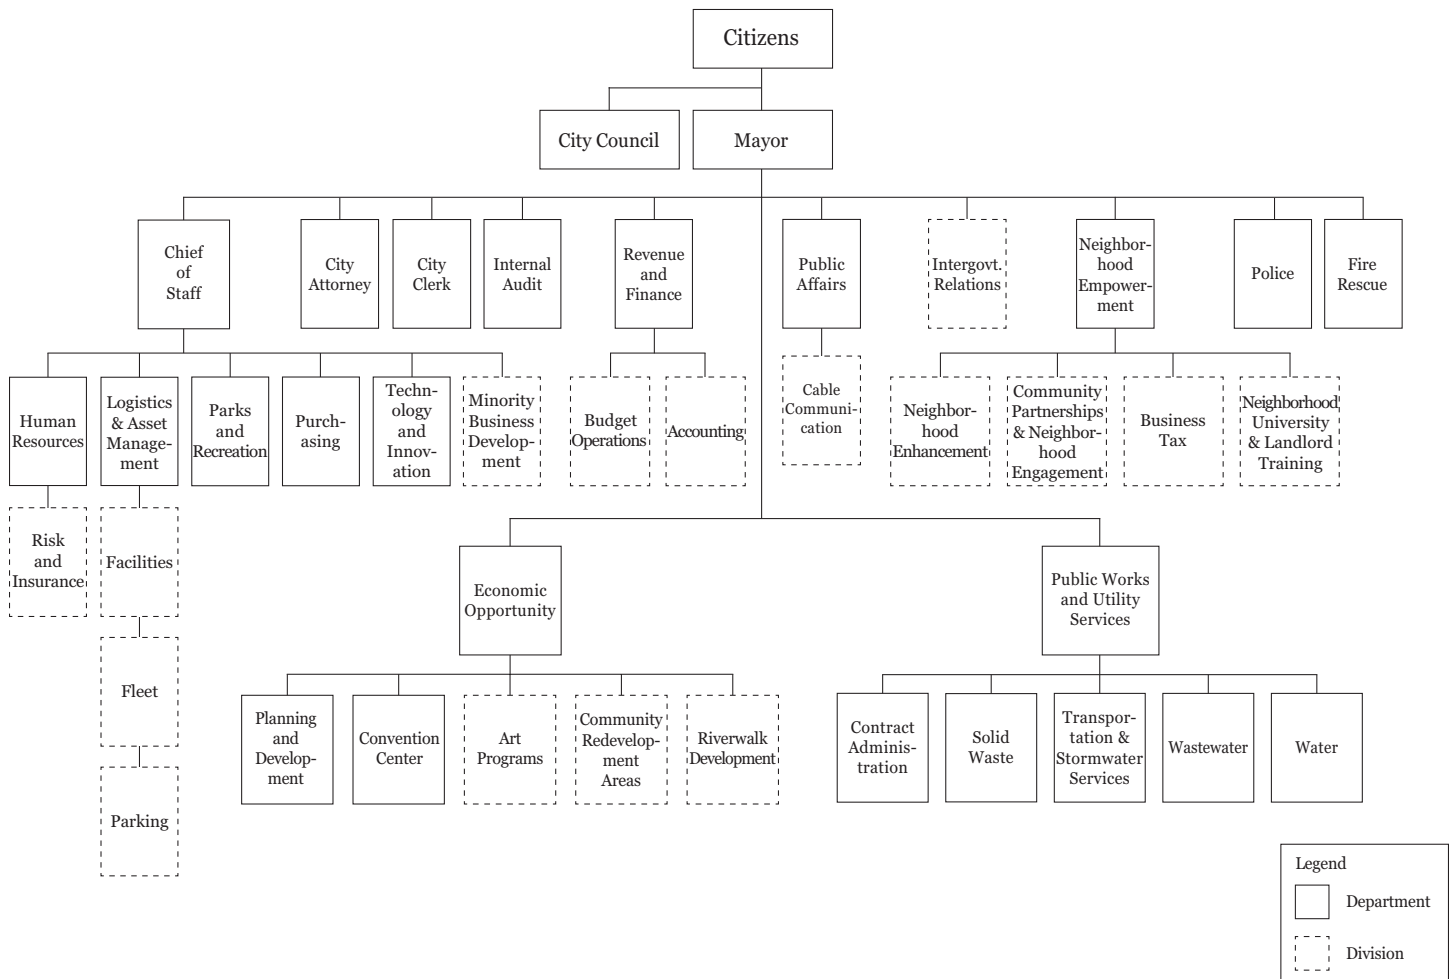 Citizens
City Council
Mayor
Chief
of
Staff
City
Attorney
City
Clerk
Internal
Audit
Revenue
and
Finance
Public
Affairs
Intergovt.
Relations
Neighbor-
hood
Empower-
ment
Police
Fire
Rescue
Human
Resources
Logistics
& Asset
Manage-
ment
Parks
and
Recreation
Purch-
asing
Techn-
ology
and
Innov-
ation
Minority
Business
Develop-
ment
Budget
Operations
Accounting
Cable
Communi-
cation
Neighbor-
hood
Enhancement
Community
Partnerships
& Neighbor-
hood
Engagement
Business
Tax
Neighborhood
University
& Landlord
Training
Risk
and
Insurance
Facilities
Fleet
Parking
Economic
Opportunity
Public Works
and Utility
Services
Planning
and
Develop-
ment
Convention
Center
Art
Programs
Community
Redevelop-
ment
Areas
Riverwalk
Development
Contract
Adminis-
tration
Solid
Waste
Transpor-
tation &
Stormwater
Services
Wastewater
Water
Legend
Department
Division